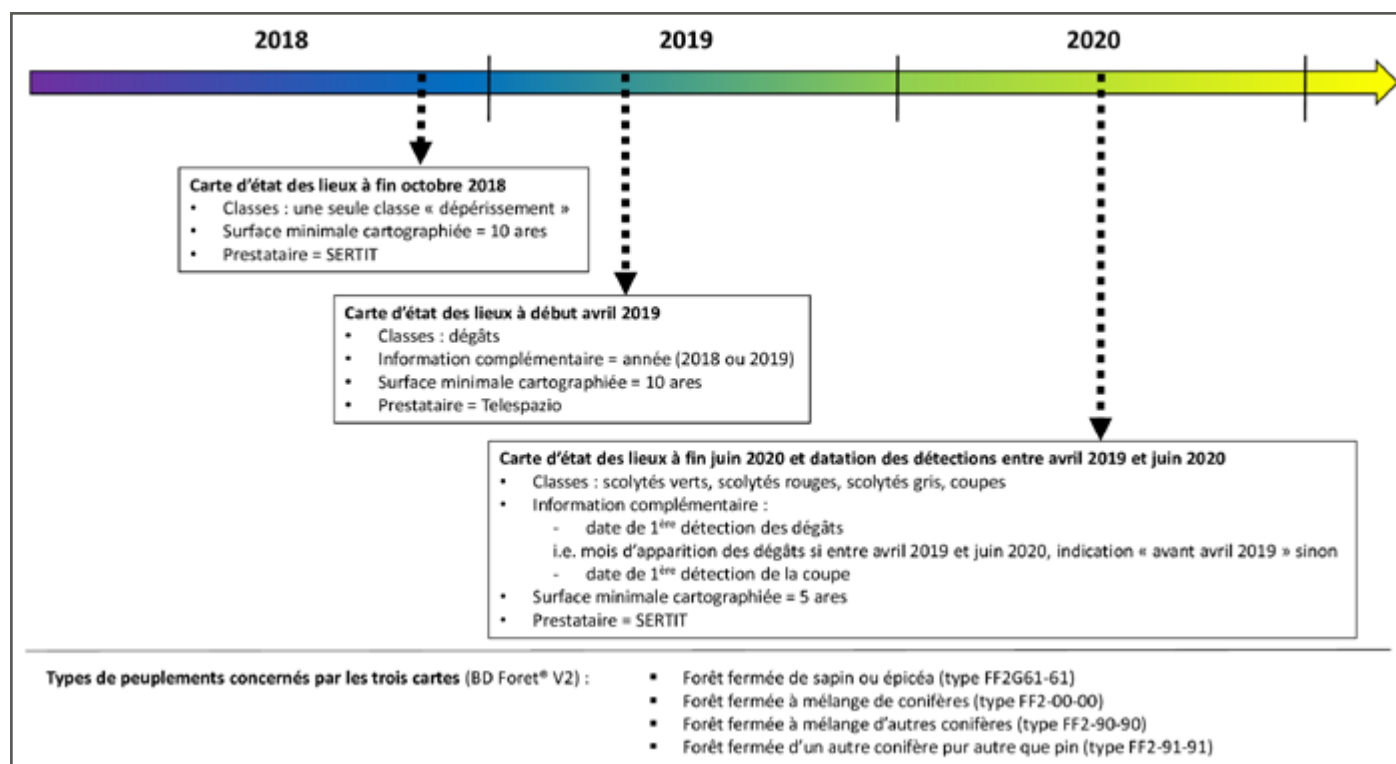 2018
2019
2020
Carte d'état des lieux à fin octobre 2018
• Classes : une seule classe « dépérissement »
• Surface minimale cartographiée = 10 ares
• Prestataire = SERTIT
Carte d'état des lieux à début avril 2019
• Classes : dégâts
• Information complémentaire = année (2018 ou 2019)
• Surface minimale cartographiée = 10 ares
• Prestataire = Telespazio
Carte d'état des lieux à fin juin 2020 et datation des détections entre avril 2019 et juin 2020
• Classes : scolytés verts, scolytés rouges, scolytés gris, coupes
• Information complémentaire :
- date de 1ère détection des dégâts
i.e. mois d'apparition des dégâts si entre avril 2019 et juin 2020, indication « avant avril 2019 » sinon
- date de 1ère détection de la coupe
• Surface minimale cartographiée = 5 ares
• Prestataire = SERTIT
Types de peuplements concernés par les trois cartes (BD Foret® V2) :
▪ Forêt fermée de sapin ou épicéa (type FF2G61-61)
▪ Forêt fermée à mélange de conifères (type FF2-00-00)
▪ Forêt fermée à mélange d'autres conifères (type FF2-90-90)
▪ Forêt fermée d'un autre conifère pur autre que pin (type FF2-91-91)